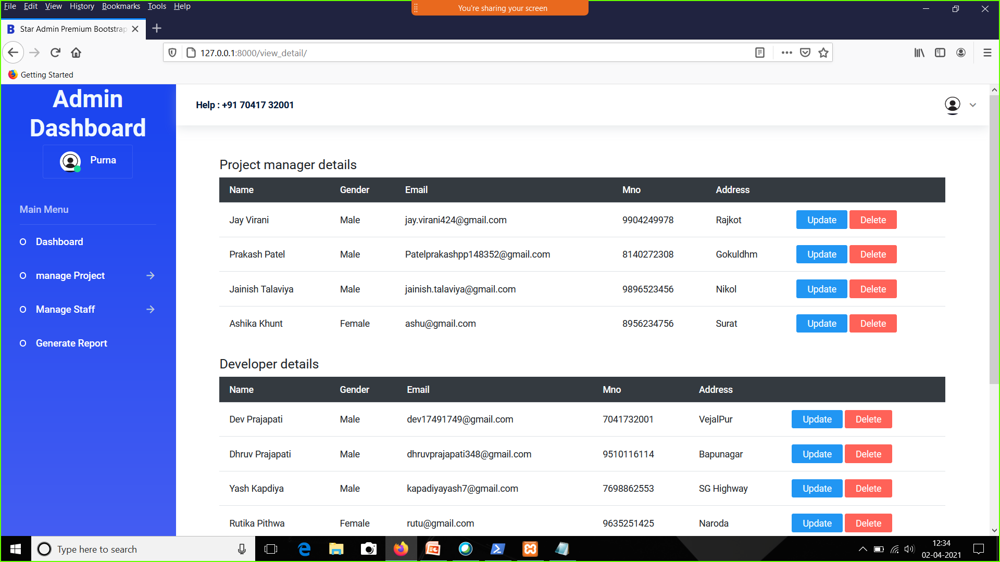 File Edit View History Bookmarks Tools Help
You're sharing your screen
Star Admin Premium Bootstrap
127.0.0.1:8000/view_detail/
Getting Started
Admin
Dashboard
Purna
Main Menu
Dashboard
manage Project
Manage Staff
Generate Report
Help : +91 70417 32001
Project manager details
Name Gender Email Mno Address
Jay Virani Male jay.virani424@gmail.com 9904249978 Rajkot Update Delete
Prakash Patel Male Patelprakashpp148352@gmail.com 8140272308 Gokuldhm Update Delete
Jainish Talaviya Male jainish.talaviya@gmail.com 9896523456 Nikol Update Delete
Ashika Khunt Female ashu@gmail.com 8956234756 Surat Update Delete
Developer details
Name Gender Email Mno Address
Dev Prajapati Male dev17491749@gmail.com 7041732001 VejalPur Update Delete
Dhruv Prajapati Male dhruvprajapati348@gmail.com 9510116114 Bapunagar Update Delete
Yash Kapdiya Male kapadiyayash7@gmail.com 7698862553 SG Highway Update Delete
Rutika Pithwa Female rutu@gmail.com 9635251425 Naroda Update Delete
Type here to search
12:34
02-04-2021